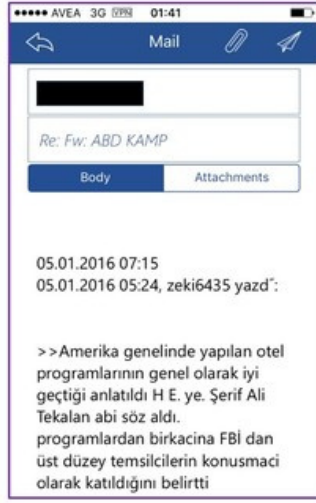 AVEA 3G VPN 01:41
Mail
Re: Fw: ABD KAMP
Body Attachments
05.01.2016 07:15
05.01.2016 05:24, zeki6435 yazd˝:
>>Amerika genelinde yapılan otel
programlarının genel olarak iyi
geçtiği anlatıldı H E. ye. Şerif Ali
Tekalan abi söz aldı.
programlardan birkacina FBİ dan
üst düzey temsilcilerin konusmaci
olarak katıldığını belirtti